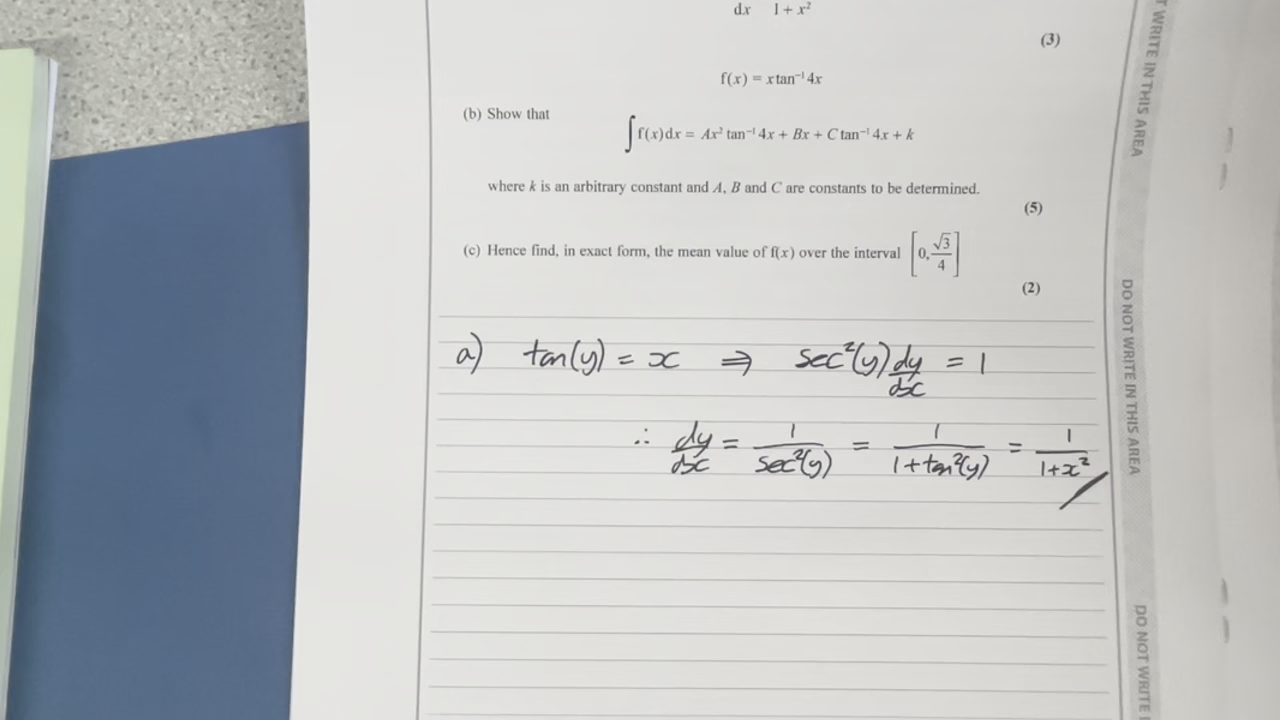 dx 1 + x²
(3)
f(x) = x tan⁻¹ 4x
(b) Show that
∫ f(x) dx = Ax² tan⁻¹ 4x + Bx + C tan⁻¹ 4x + k
where k is an arbitrary constant and A, B and C are constants to be determined.
(5)
(c) Hence find, in exact form, the mean value of f(x) over the interval [0, √3/4]
(2)
a) tan(y) = x ⇒ sec²(y) dy/dx = 1
∴ dy/dx = 1/sec²(y) = 1/(1+tan²(y)) = 1/(1+x²)
T WRITE IN THIS AREA
DO NOT WRITE IN THIS AREA
DO NOT WRITE I